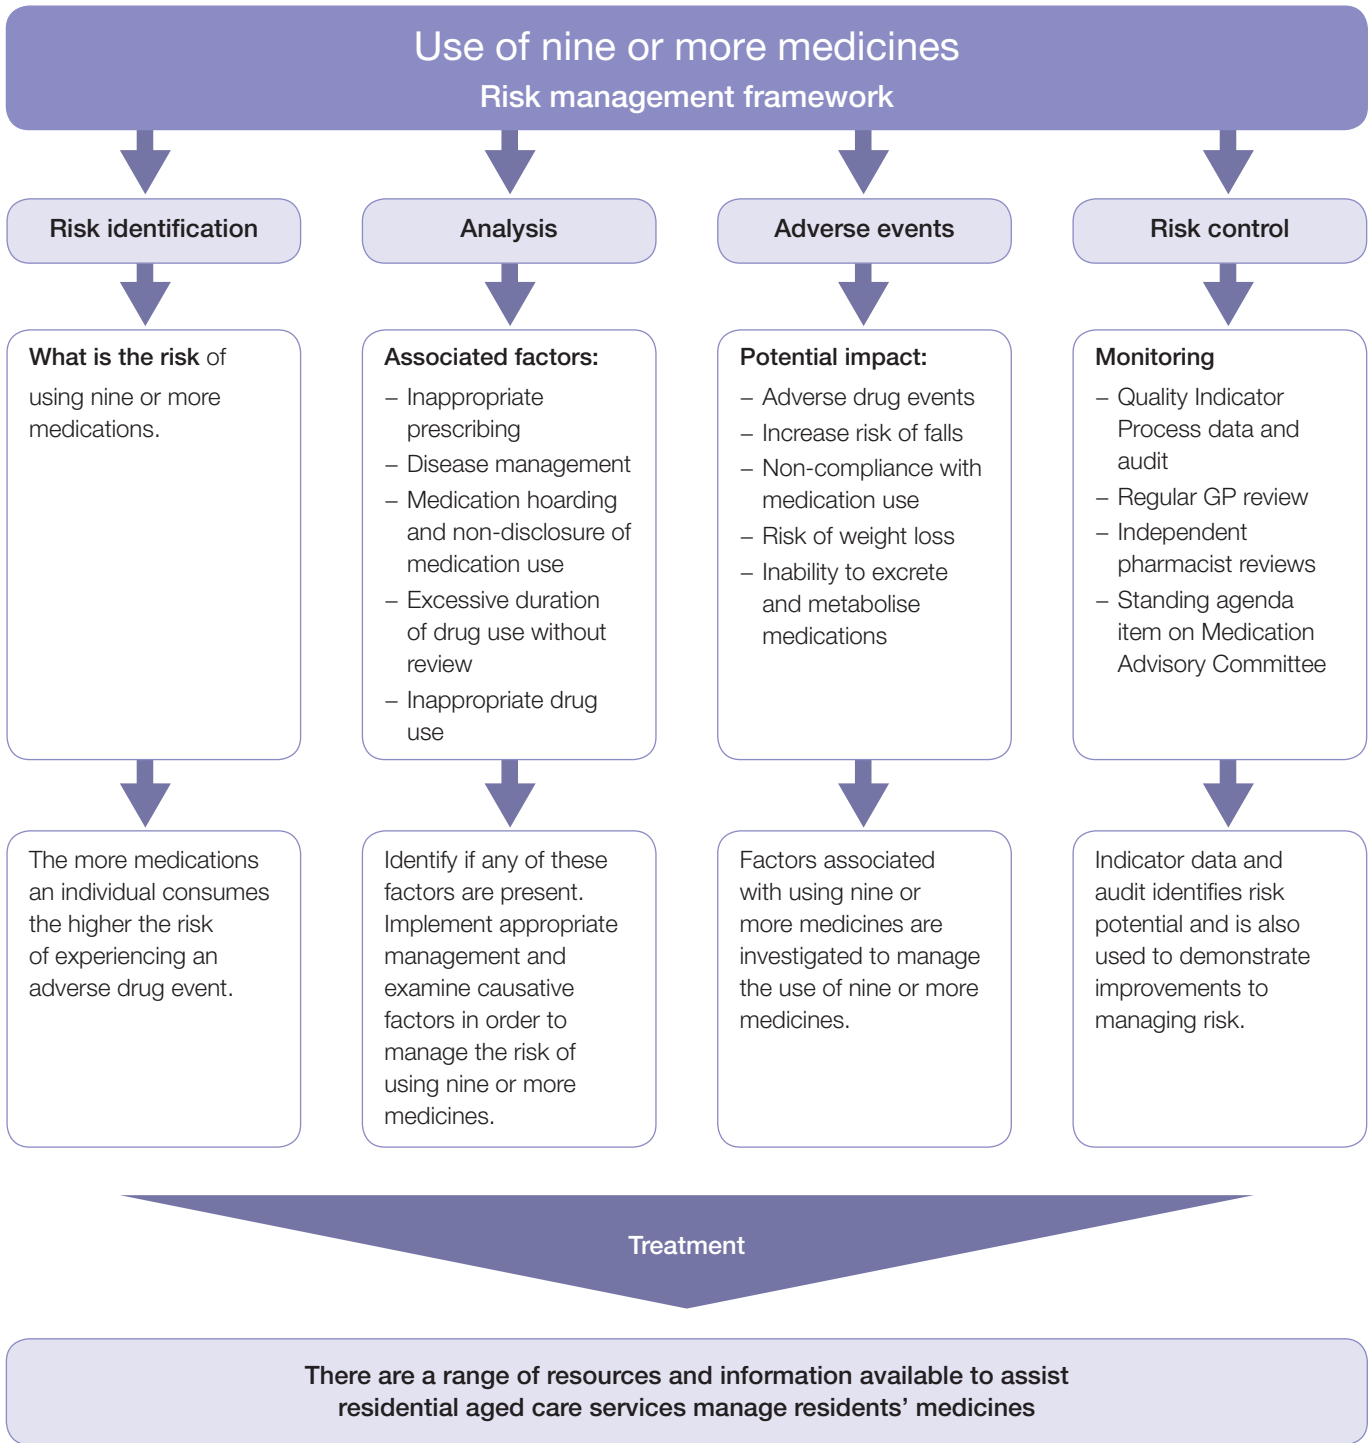 Use of nine or more medicines
Risk management framework
Risk identification
What is the risk of
using nine or more
medications.
The more medications
an individual consumes
the higher the risk
of experiencing an
adverse drug event.
Analysis
Associated factors:
– Inappropriate
prescribing
– Disease management
– Medication hoarding
and non-disclosure of
medication use
– Excessive duration
of drug use without
review
– Inappropriate drug
use
Identify if any of these
factors are present.
Implement appropriate
management and
examine causative
factors in order to
manage the risk of
using nine or more
medicines.
Adverse events
Potential impact:
– Adverse drug events
– Increase risk of falls
– Non-compliance with
medication use
– Risk of weight loss
– Inability to excrete
and metabolise
medications
Factors associated
with using nine or
more medicines are
investigated to manage
the use of nine or more
medicines.
Risk control
Monitoring
– Quality Indicator
Process data and
audit
– Regular GP review
– Independent
pharmacist reviews
– Standing agenda
item on Medication
Advisory Committee
Indicator data and
audit identifies risk
potential and is also
used to demonstrate
improvements to
managing risk.
Treatment
There are a range of resources and information available to assist
residential aged care services manage residents’ medicines